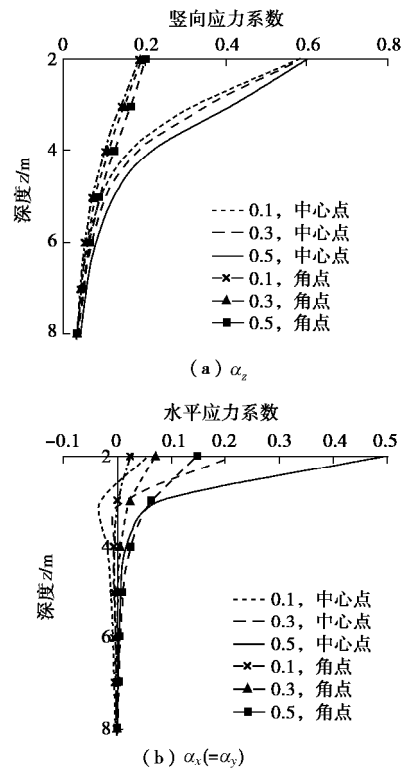 竖向应力系数
0 0.2 0.4 0.6 0.8
2
4
6
8
深度z/m
0.1，中心点
0.3，中心点
0.5，中心点
0.1，角点
0.3，角点
0.5，角点
（a）αz
水平应力系数
-0.1 0 0.1 0.2 0.3 0.4 0.5
2
4
6
8
深度z/m
0.1，中心点
0.3，中心点
0.5，中心点
0.1，角点
0.3，角点
0.5，角点
（b）αx(=αy)